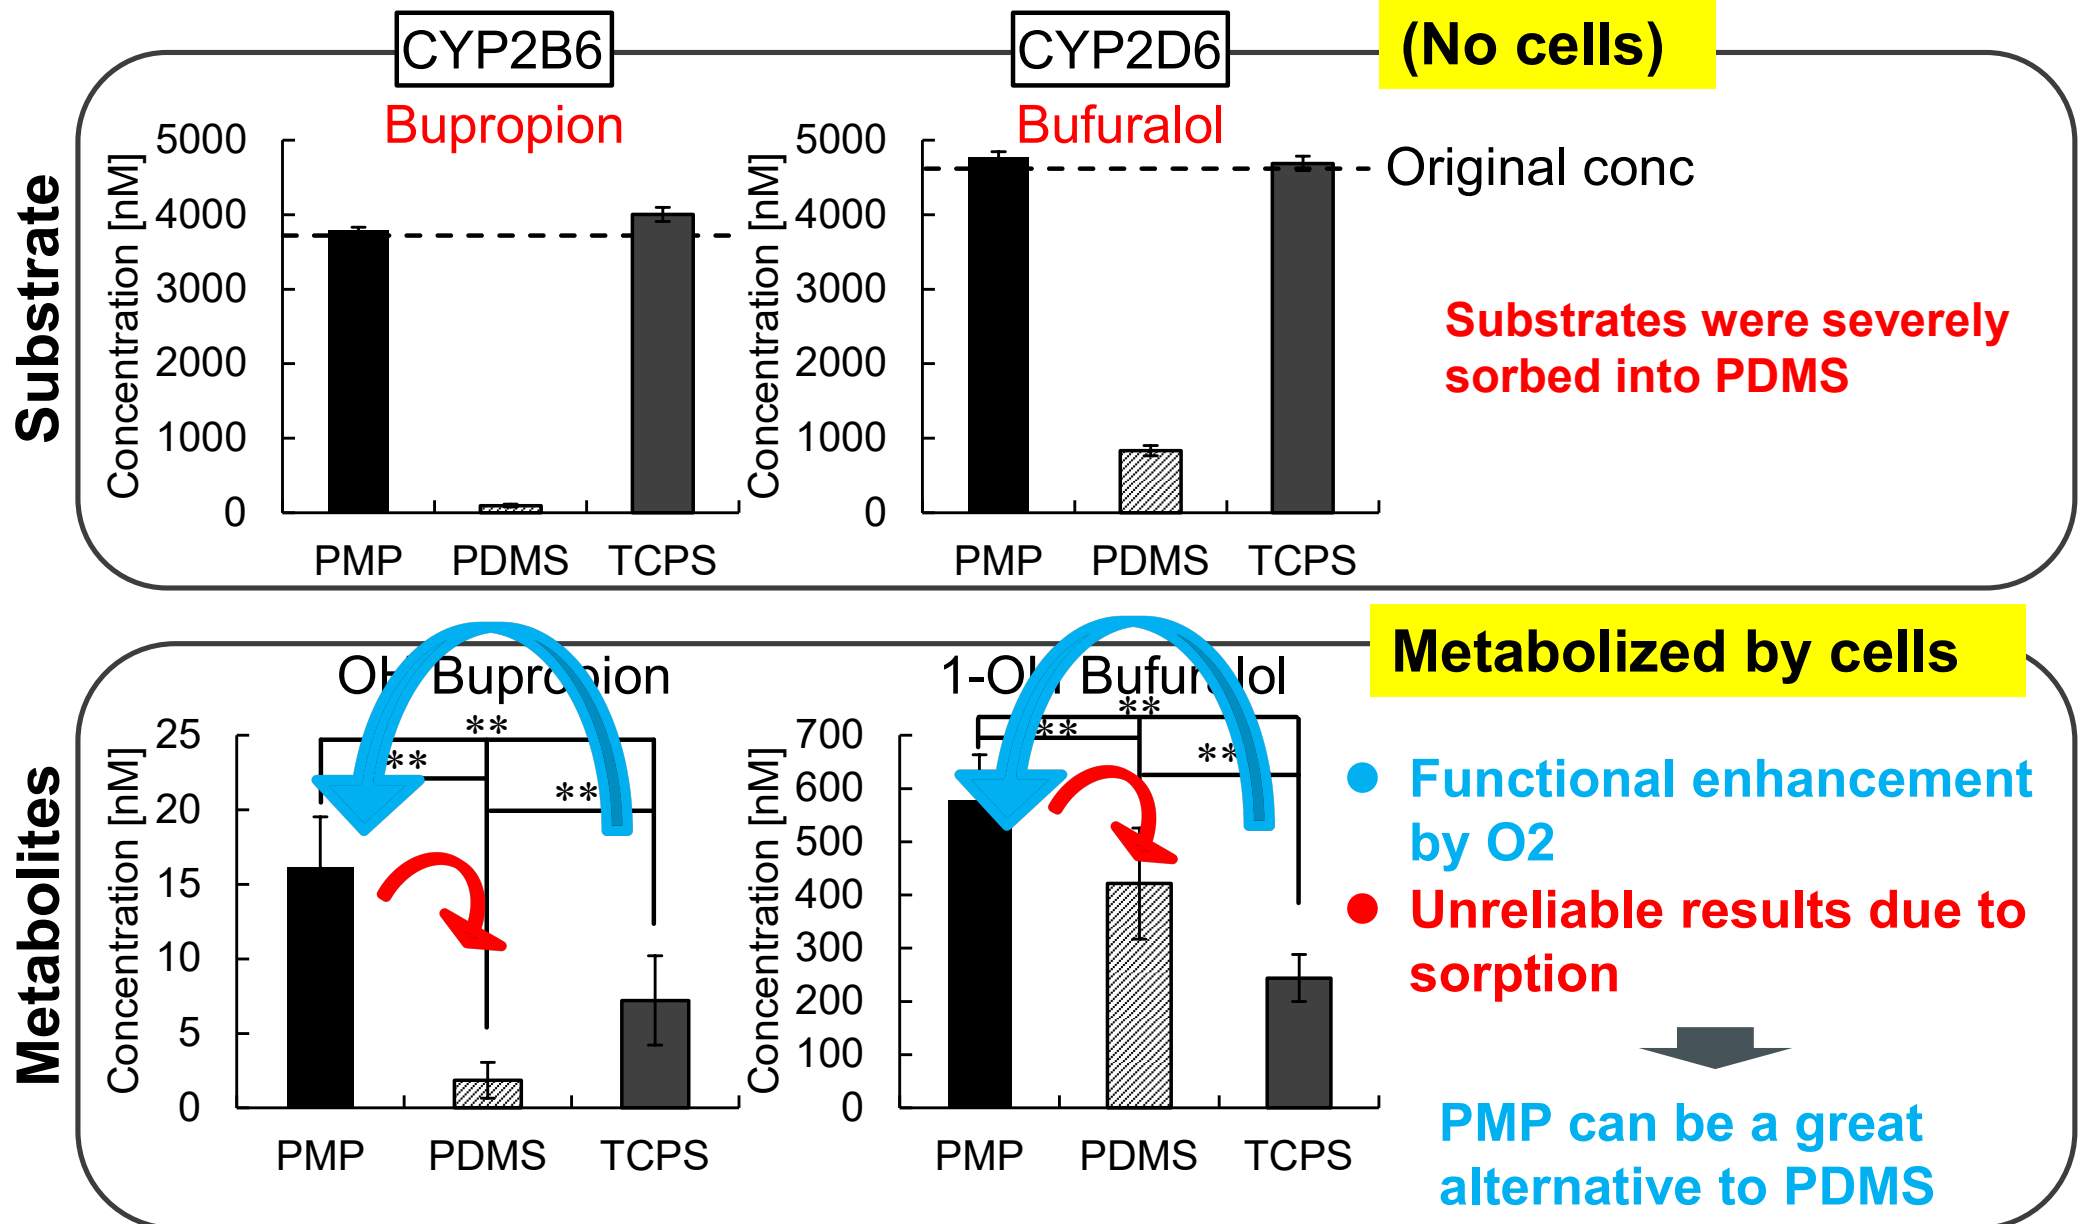 CYP2B6
CYP2D6
(No cells)
Substrate
Bupropion
Concentration [nM]
5000
4000
3000
2000
1000
0
PMP PDMS TCPS
Bufuralol
Concentration [nM]
5000
4000
3000
2000
1000
0
PMP PDMS TCPS
Original conc
Substrates were severely
sorbed into PDMS
Metabolized by cells
Metabolites
Bupropion
Concentration [nM]
25
20
15
10
5
0
**
**
**
PMP PDMS TCPS
Bufuralol
Concentration [nM]
700
600
500
400
300
200
100
0
**
**
**
PMP PDMS TCPS
● Functional enhancement
by O2
● Unreliable results due to
sorption
PMP can be a great
alternative to PDMS